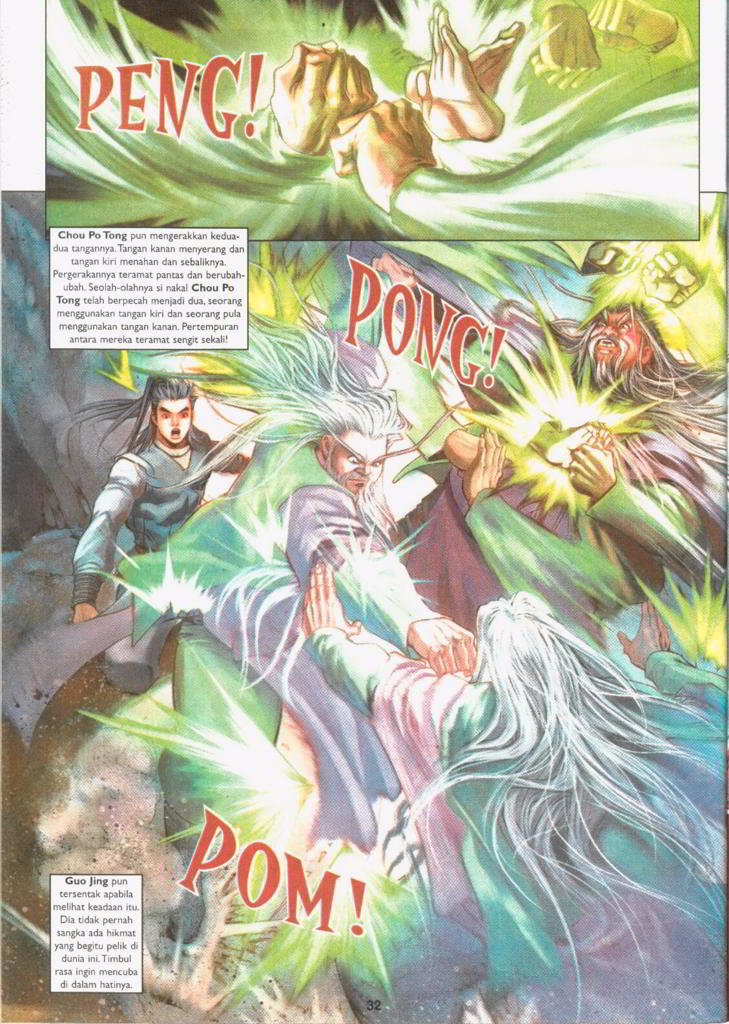 PENG!
Chou Po Tong pun mengerakkan kedua-
dua tangannya. Tangan kanan menyerang dan
tangan kiri menahan dan sebaliknya.
Pergerakannya teramat pantas dan berubah-
ubah. Seolah-olahnya si nakal Chou Po
Tong telah berpecah menjadi dua, seorang
menggunakan tangan kiri dan seorang pula
menggunakan tangan kanan. Pertempuran
antara mereka teramat sengit sekali!
PONG!
POM!
Guo Jing pun
tersentak apabila
melihat keadaan itu.
Dia tidak pernah
sangka ada hikmat
yang begitu pelik di
dunia ini. Timbul
rasa ingin mencuba
di dalam hatinya.
32